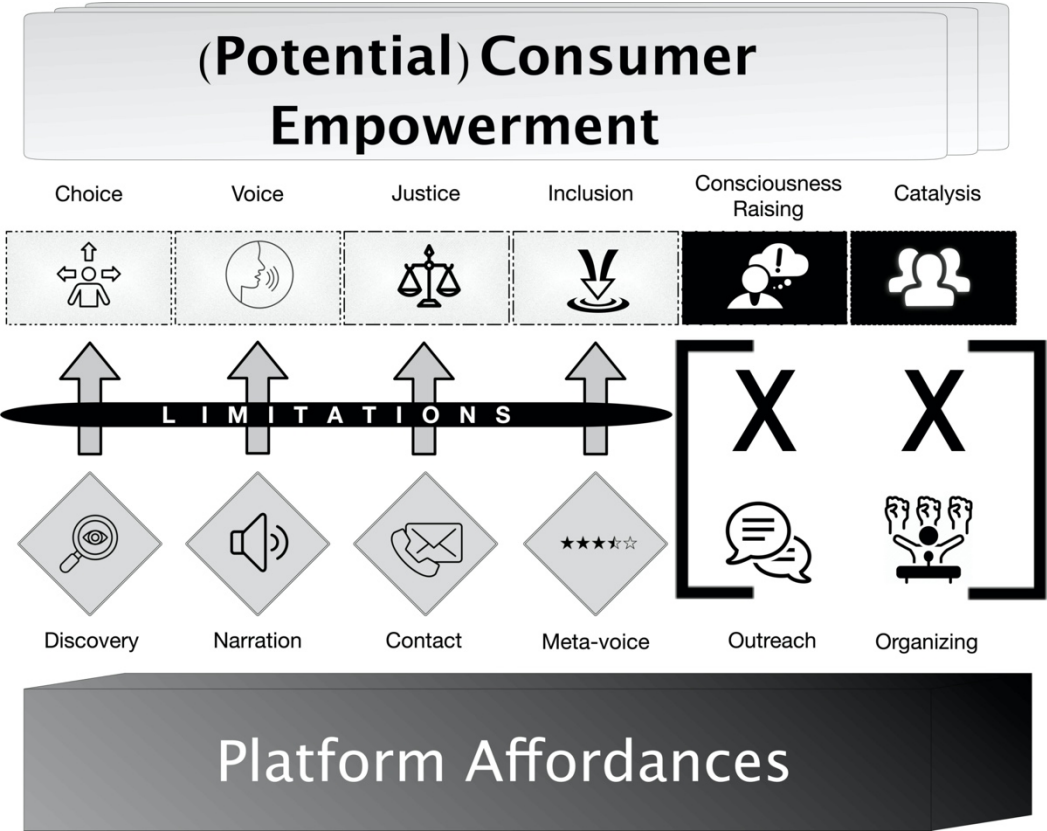 (Potential) Consumer
Empowerment
Choice
Voice
Justice
Inclusion
Consciousness
Raising
Catalysis
LIMITATIONS
X
X
Discovery
Narration
Contact
Meta-voice
Outreach
Organizing
Platform Affordances